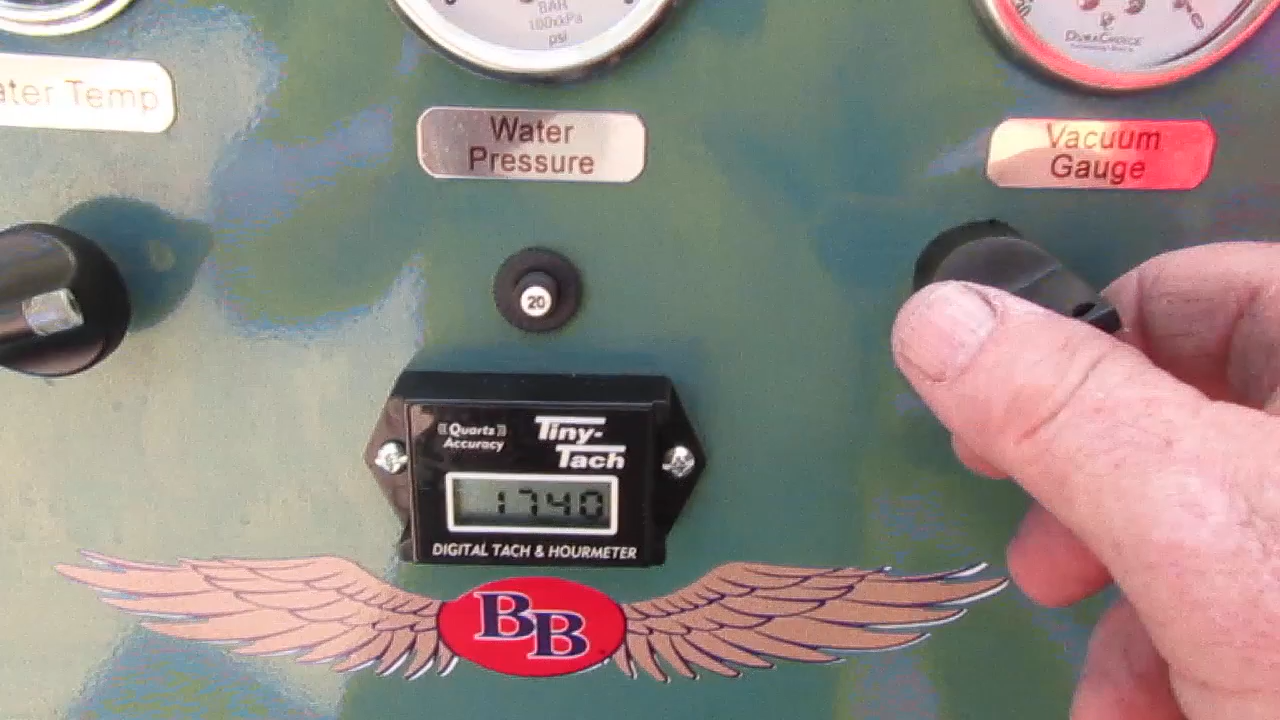 BAR
100xkPa
psi
DuraChoice
ater Temp
Water
Pressure
Vacuum
Gauge
20
Quartz
Accuracy
Tiny-
Tach
1740
DIGITAL TACH & HOURMETER
BB